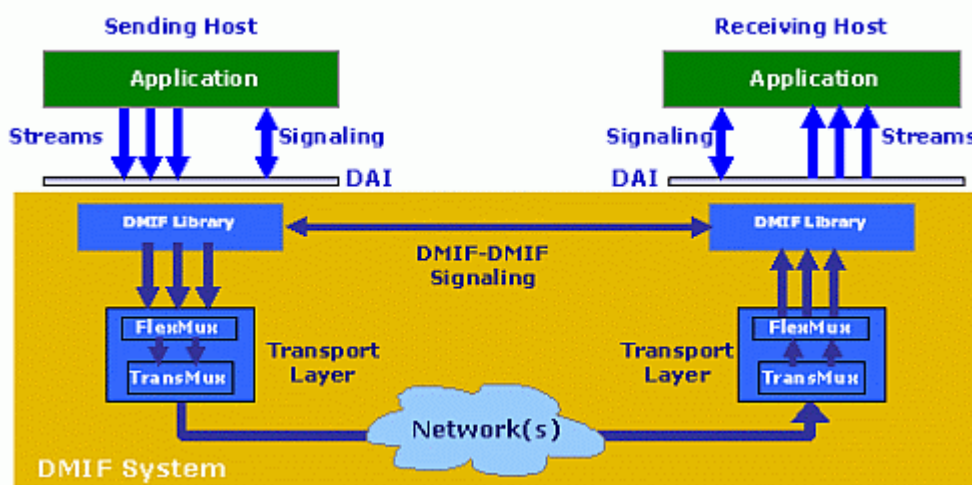 Sending Host
Receiving Host
Application
Application
Streams
Signaling
Signaling
Streams
DAI
DAI
DMIF Library
DMIF Library
DMIF-DMIF
Signaling
FlexMux
FlexMux
Transport
Layer
Transport
Layer
TransMux
TransMux
Network(s)
DMIF System